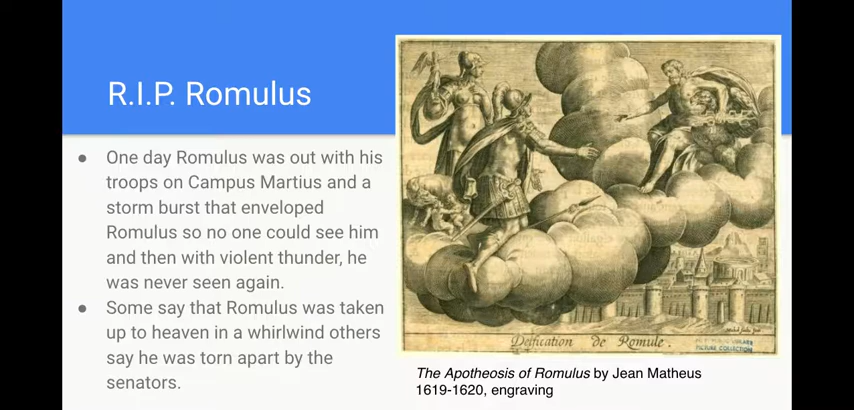 R.I.P. Romulus
● One day Romulus was out with his
troops on Campus Martius and a
storm burst that enveloped
Romulus so no one could see him
and then with violent thunder, he
was never seen again.
● Some say that Romulus was taken
up to heaven in a whirlwind others
say he was torn apart by the
senators.
Deification de Romule.
PICTURE COLLECTION
The Apotheosis of Romulus by Jean Matheus
1619-1620, engraving